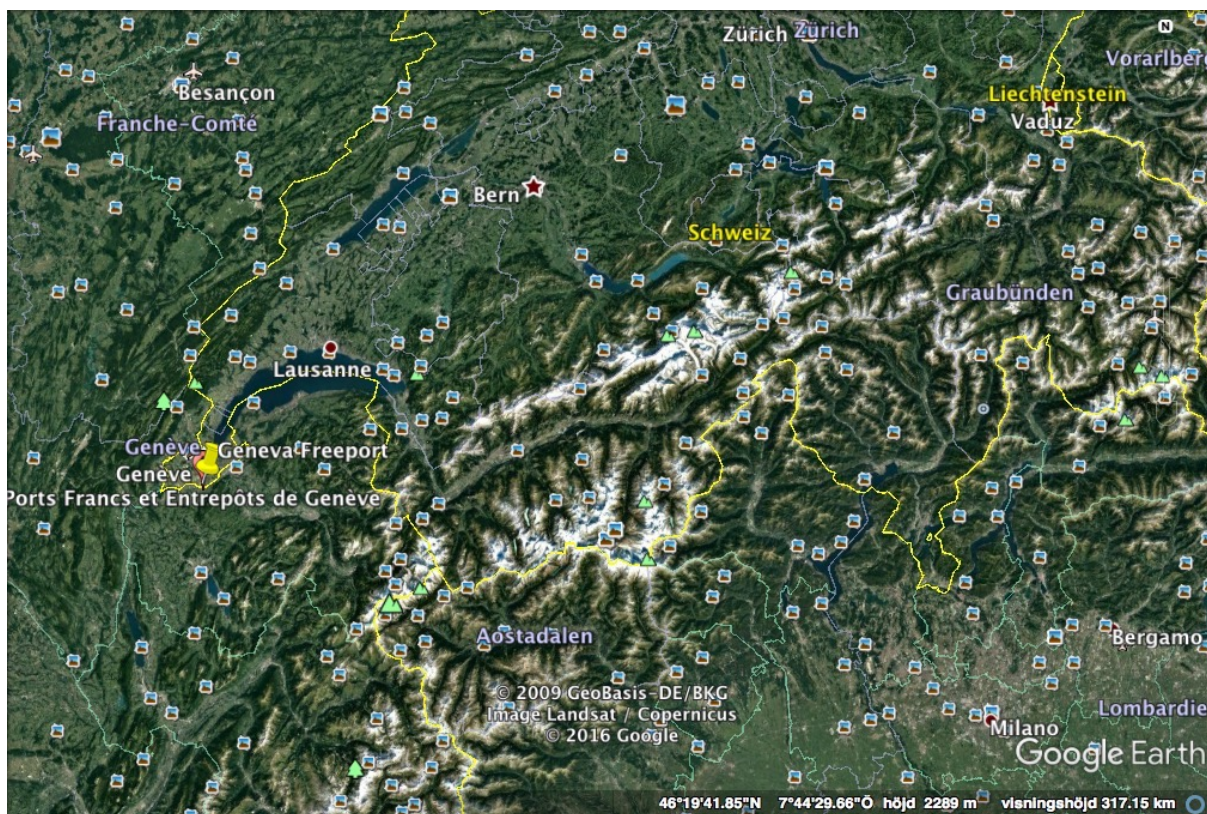 Zürich Zürich
N
Vorarlberg
Besançon
Liechtenstein
Franche-Comté
Vaduz
Bern
Schweiz
Graubünden
Lausanne
Genève
Geneva Freeport
Genève
Ports Francs et Entrepôts de Genève
Aostadalen
Bergamo
© 2009 GeoBasis-DE/BKG
Image Landsat / Copernicus
© 2016 Google
Lombardie
Milano
Google Earth
46°19'41.85"N 7°44'29.66"Ö höjd 2289 m visningshöjd 317.15 km